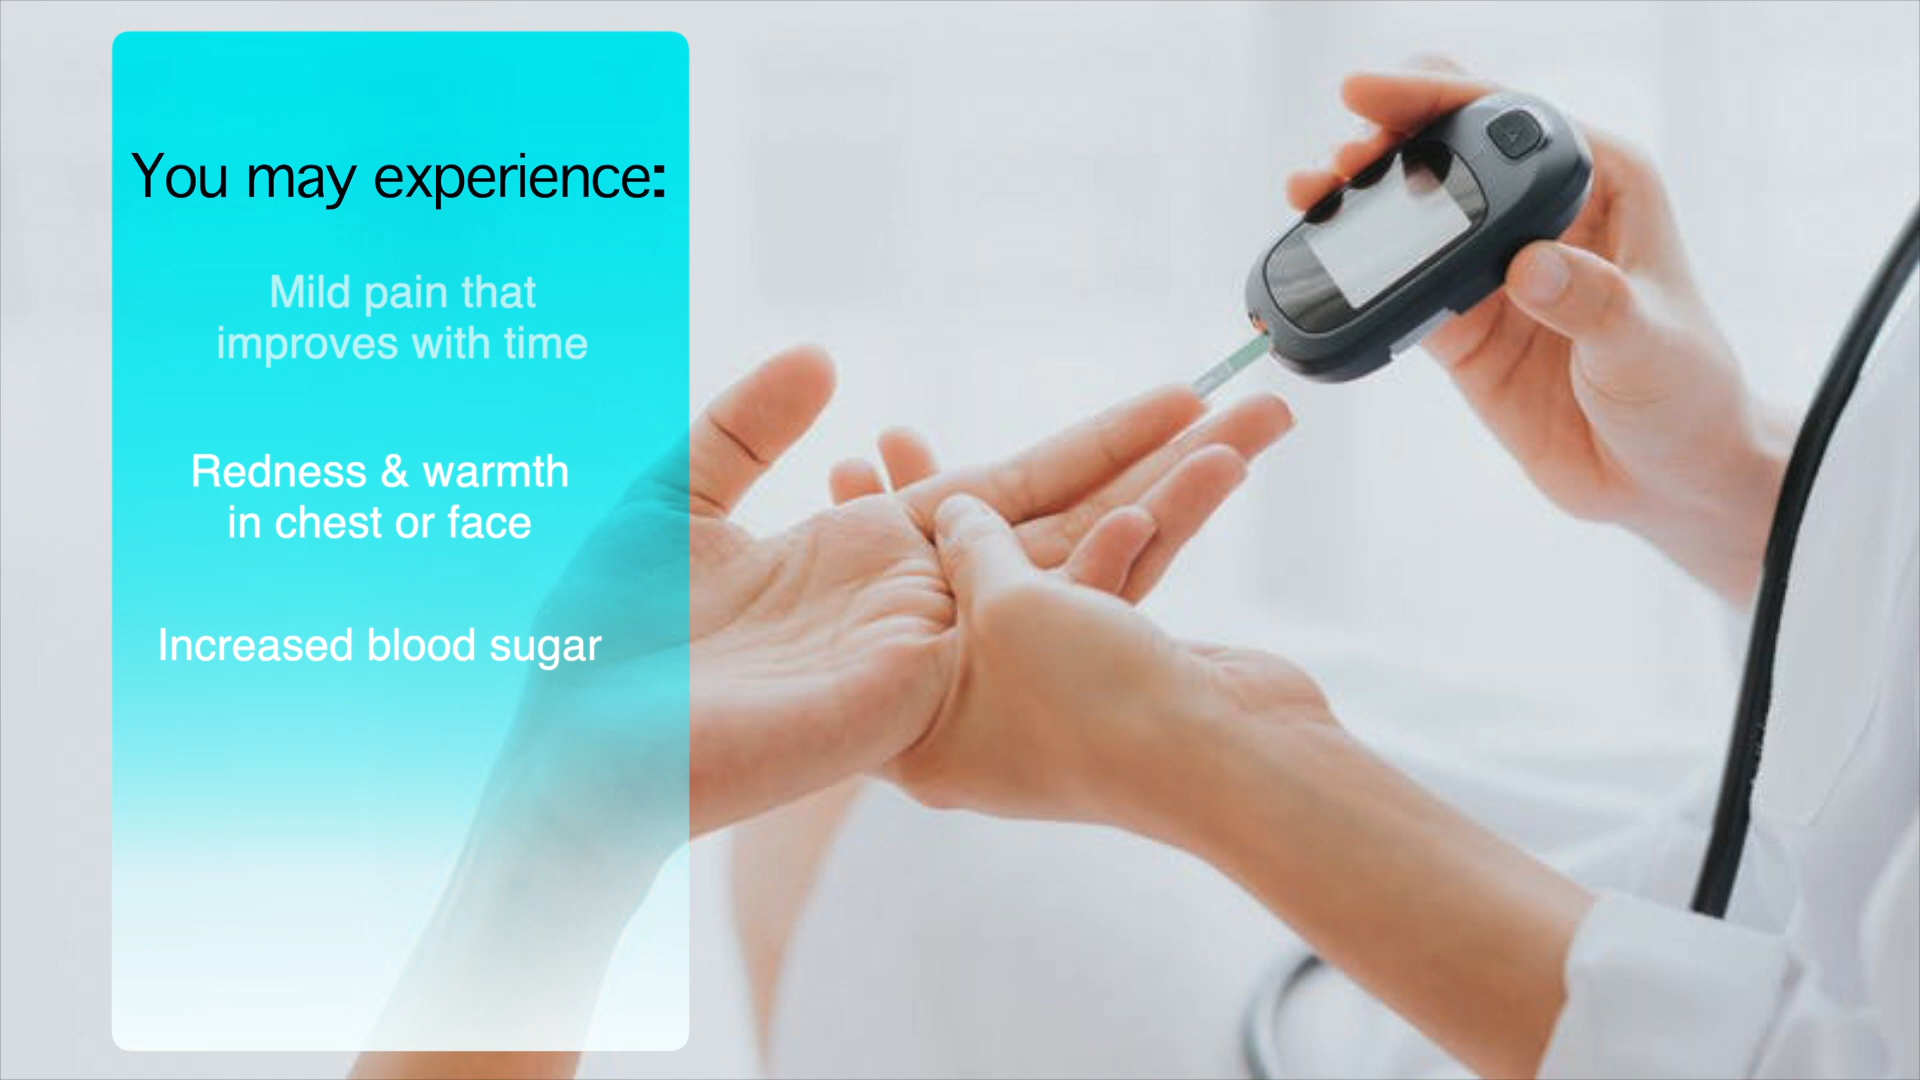 You may experience:
Mild pain that
improves with time
Redness & warmth
in chest or face
Increased blood sugar